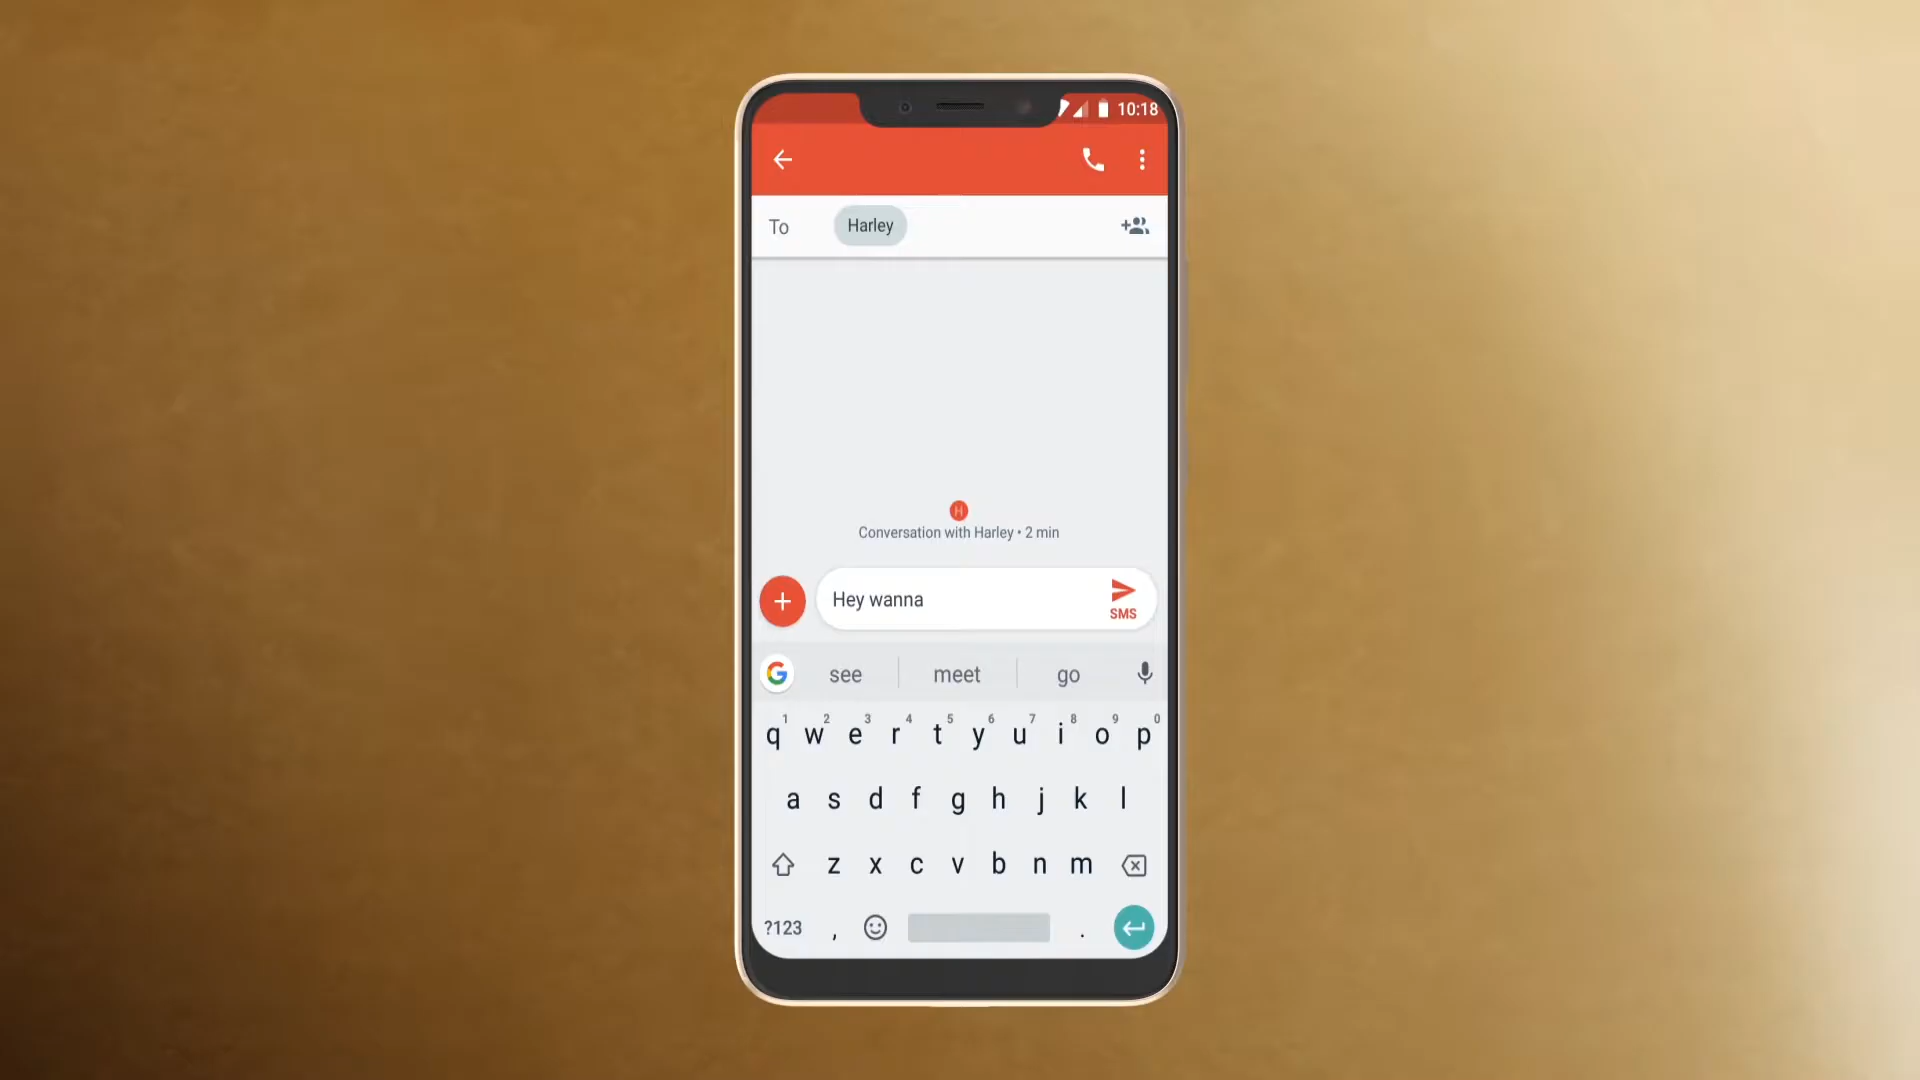 10:18
To Harley
H
Conversation with Harley • 2 min
Hey wanna
SMS
G see meet go
1 2 3 4 5 6 7 8 9 0
q w e r t y u i o p
a s d f g h j k l
z x c v b n m
?123 , .